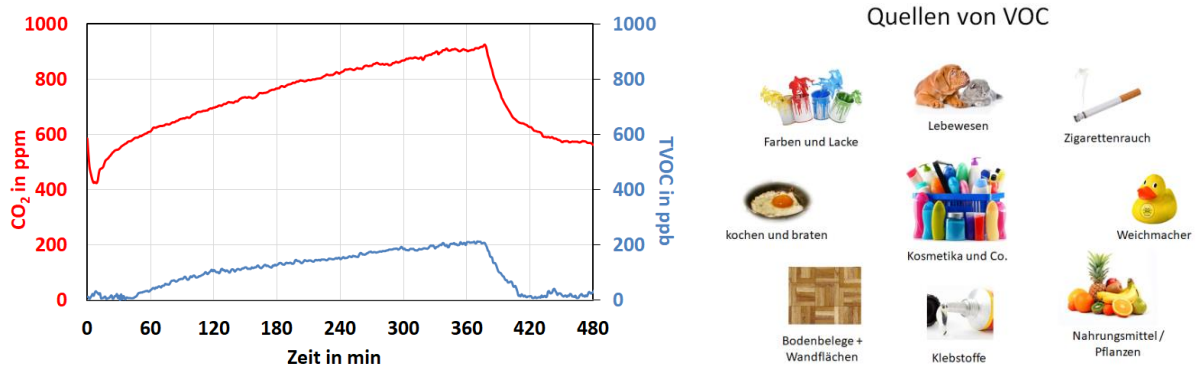 1000
800
600
400
200
0
CO₂ in ppm
0 60 120 180 240 300 360 420 480
Zeit in min
1000
800
600
400
200
0
TVOC in ppb
Quellen von VOC
Farben und Lacke
Lebewesen
Zigarettenrauch
kochen und braten
Kosmetika und Co.
Weichmacher
Bodenbelege +
Wandflächen
Klebstoffe
Nahrungsmittel /
Pflanzen